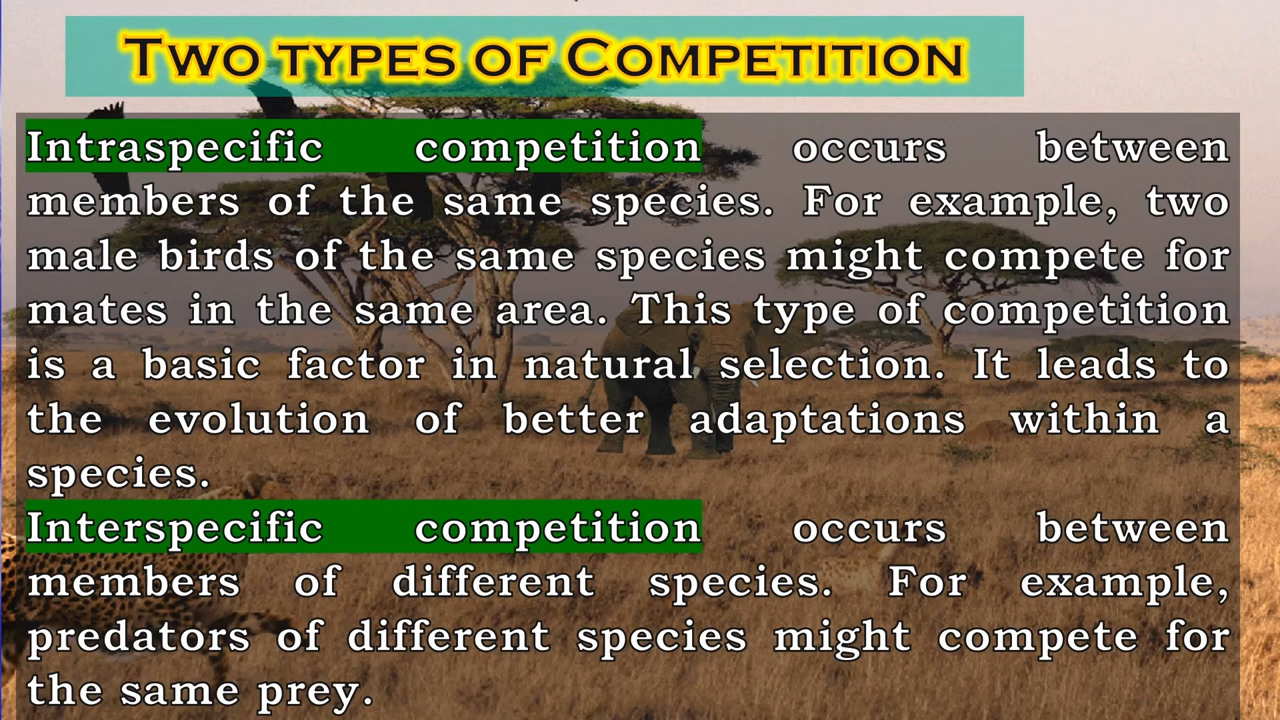 Two types of Competition
Intraspecific competition occurs between
members of the same species. For example, two
male birds of the same species might compete for
mates in the same area. This type of competition
is a basic factor in natural selection. It leads to
the evolution of better adaptations within a
species.
Interspecific competition occurs between
members of different species. For example,
predators of different species might compete for
the same prey.